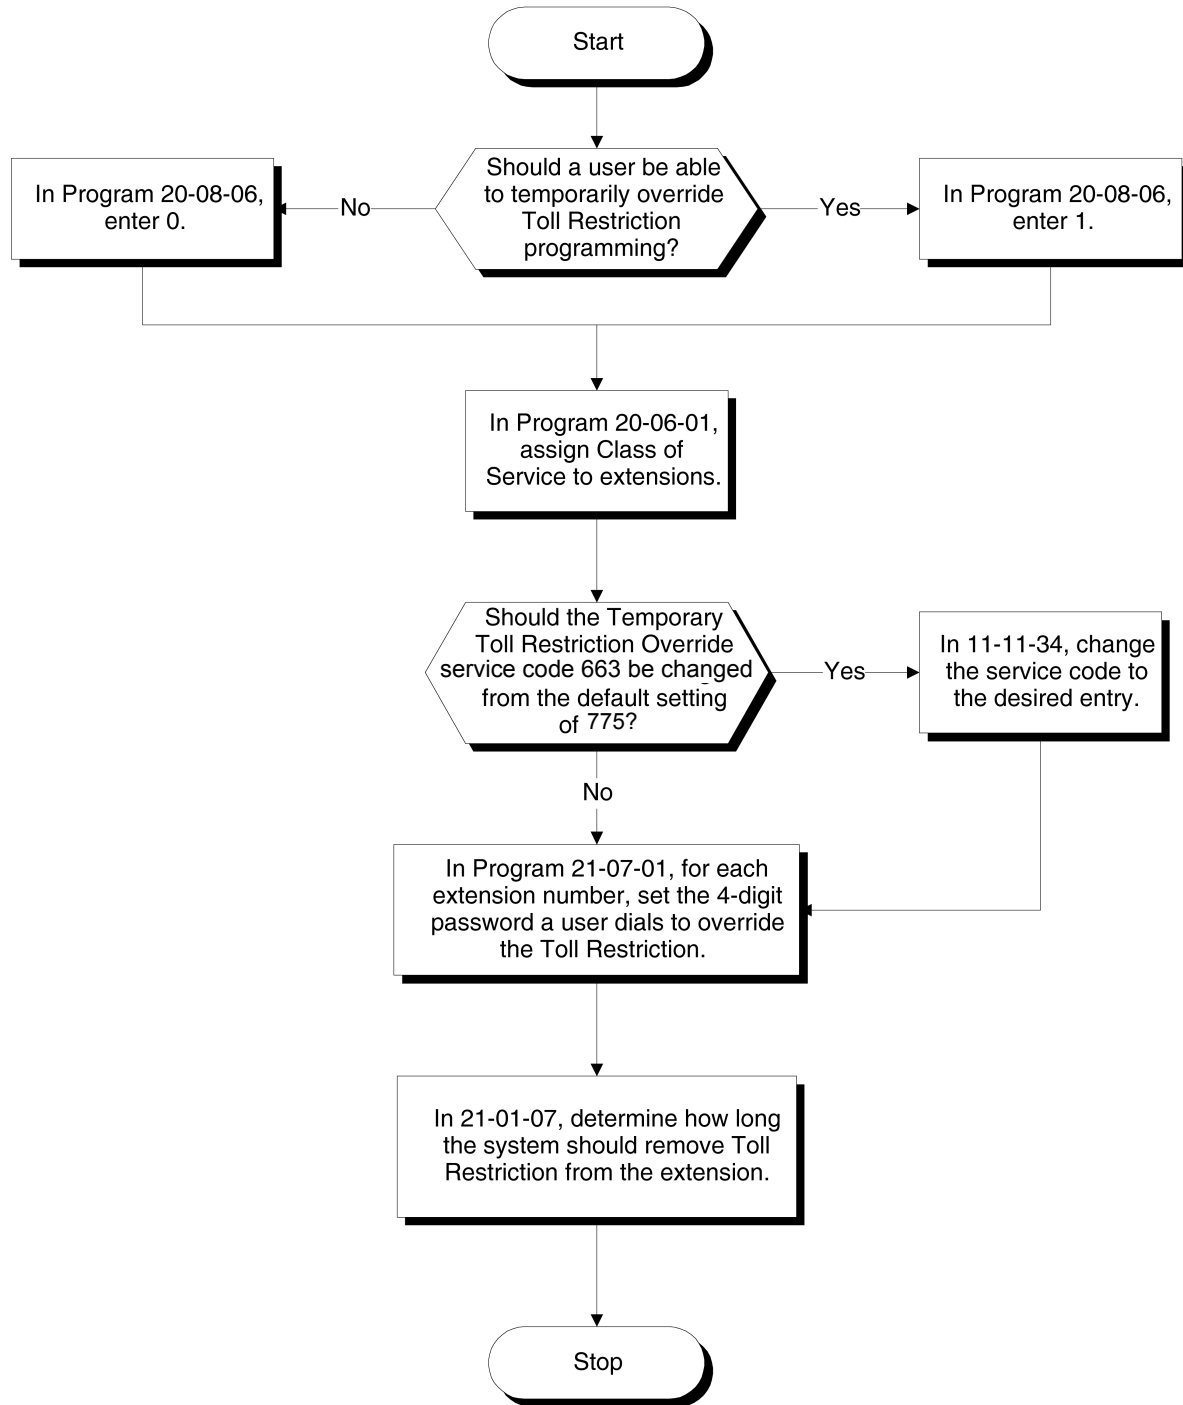 Start
Should a user be able
to temporarily override
Toll Restriction
programming?
No
In Program 20-08-06,
enter 0.
Yes
In Program 20-08-06,
enter 1.
In Program 20-06-01,
assign Class of
Service to extensions.
Should the Temporary
Toll Restriction Override
service code 663 be changed
from the default setting
of 775?
Yes
In 11-11-34, change
the service code to
the desired entry.
No
In Program 21-07-01, for each
extension number, set the 4-digit
password a user dials to override
the Toll Restriction.
In 21-01-07, determine how long
the system should remove Toll
Restriction from the extension.
Stop